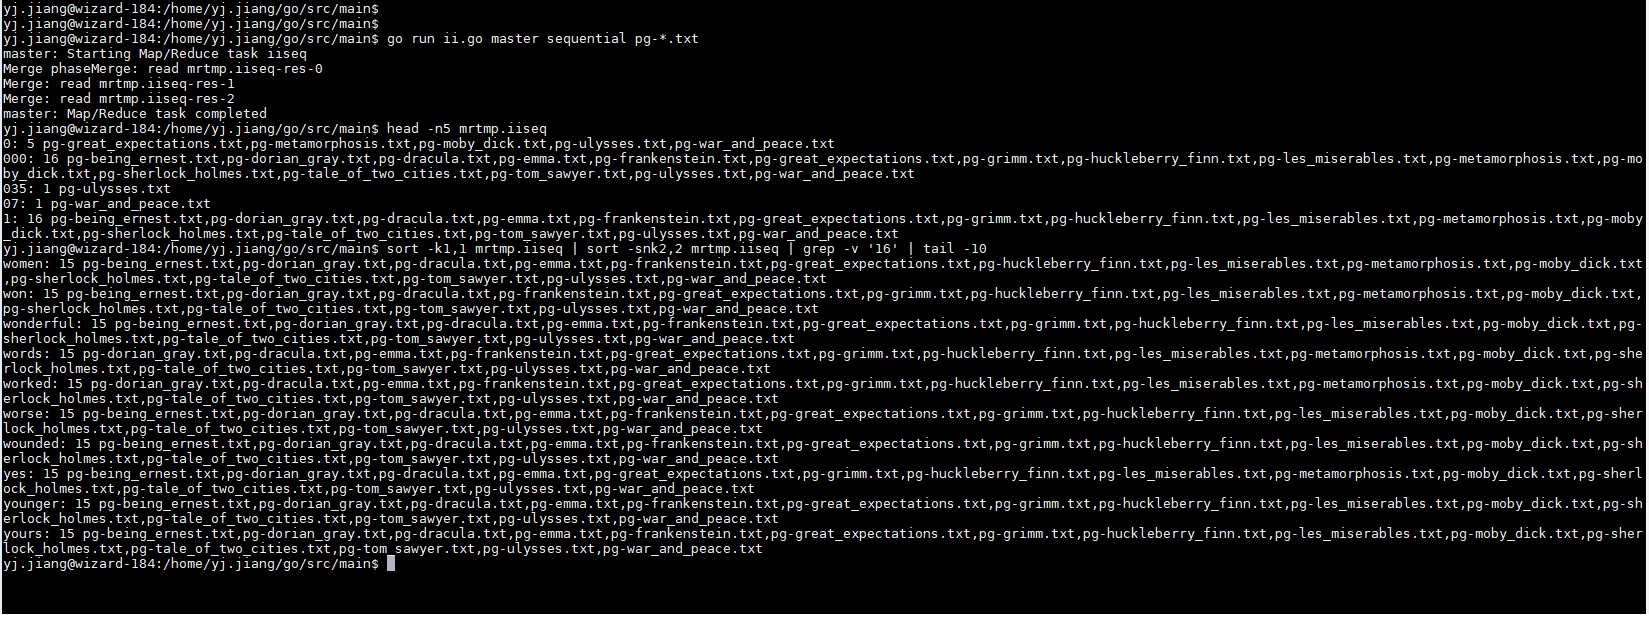 yj.jiang@wizard-184:/home/yj.jiang/go/src/main$
yj.jiang@wizard-184:/home/yj.jiang/go/src/main$
yj.jiang@wizard-184:/home/yj.jiang/go/src/main$ go run ii.go master sequential pg-*.txt
master: Starting Map/Reduce task iiseq
Merge phaseMerge: read mrtmp.iiseq-res-0
Merge: read mrtmp.iiseq-res-1
Merge: read mrtmp.iiseq-res-2
master: Map/Reduce task completed
yj.jiang@wizard-184:/home/yj.jiang/go/src/main$ head -n5 mrtmp.iiseq
0: 5 pg-great_expectations.txt,pg-metamorphosis.txt,pg-moby_dick.txt,pg-ulysses.txt,pg-war_and_peace.txt
000: 16 pg-being_ernest.txt,pg-dorian_gray.txt,pg-dracula.txt,pg-emma.txt,pg-frankenstein.txt,pg-great_expectations.txt,pg-grimm.txt,pg-huckleberry_finn.txt,pg-les_miserables.txt,pg-metamorphosis.txt,pg-mo
by_dick.txt,pg-sherlock_holmes.txt,pg-tale_of_two_cities.txt,pg-tom_sawyer.txt,pg-ulysses.txt,pg-war_and_peace.txt
035: 1 pg-ulysses.txt
07: 1 pg-war_and_peace.txt
1: 16 pg-being_ernest.txt,pg-dorian_gray.txt,pg-dracula.txt,pg-emma.txt,pg-frankenstein.txt,pg-great_expectations.txt,pg-grimm.txt,pg-huckleberry_finn.txt,pg-les_miserables.txt,pg-metamorphosis.txt,pg-moby
_dick.txt,pg-sherlock_holmes.txt,pg-tale_of_two_cities.txt,pg-tom_sawyer.txt,pg-ulysses.txt,pg-war_and_peace.txt
yj.jiang@wizard-184:/home/yj.jiang/go/src/main$ sort -k1,1 mrtmp.iiseq | sort -snk2,2 mrtmp.iiseq | grep -v '16' | tail -10
women: 15 pg-being_ernest.txt,pg-dorian_gray.txt,pg-dracula.txt,pg-emma.txt,pg-frankenstein.txt,pg-great_expectations.txt,pg-huckleberry_finn.txt,pg-les_miserables.txt,pg-metamorphosis.txt,pg-moby_dick.txt
,pg-sherlock_holmes.txt,pg-tale_of_two_cities.txt,pg-tom_sawyer.txt,pg-ulysses.txt,pg-war_and_peace.txt
won: 15 pg-being_ernest.txt,pg-dorian_gray.txt,pg-dracula.txt,pg-frankenstein.txt,pg-great_expectations.txt,pg-grimm.txt,pg-huckleberry_finn.txt,pg-les_miserables.txt,pg-metamorphosis.txt,pg-moby_dick.txt,
pg-sherlock_holmes.txt,pg-tale_of_two_cities.txt,pg-tom_sawyer.txt,pg-ulysses.txt,pg-war_and_peace.txt
wonderful: 15 pg-being_ernest.txt,pg-dorian_gray.txt,pg-dracula.txt,pg-emma.txt,pg-frankenstein.txt,pg-great_expectations.txt,pg-grimm.txt,pg-huckleberry_finn.txt,pg-les_miserables.txt,pg-moby_dick.txt,pg-
sherlock_holmes.txt,pg-tale_of_two_cities.txt,pg-tom_sawyer.txt,pg-ulysses.txt,pg-war_and_peace.txt
words: 15 pg-dorian_gray.txt,pg-dracula.txt,pg-emma.txt,pg-frankenstein.txt,pg-great_expectations.txt,pg-grimm.txt,pg-huckleberry_finn.txt,pg-les_miserables.txt,pg-metamorphosis.txt,pg-moby_dick.txt,pg-she
rlock_holmes.txt,pg-tale_of_two_cities.txt,pg-tom_sawyer.txt,pg-ulysses.txt,pg-war_and_peace.txt
worked: 15 pg-dorian_gray.txt,pg-dracula.txt,pg-emma.txt,pg-frankenstein.txt,pg-great_expectations.txt,pg-grimm.txt,pg-huckleberry_finn.txt,pg-les_miserables.txt,pg-metamorphosis.txt,pg-moby_dick.txt,pg-sh
erlock_holmes.txt,pg-tale_of_two_cities.txt,pg-tom_sawyer.txt,pg-ulysses.txt,pg-war_and_peace.txt
worse: 15 pg-being_ernest.txt,pg-dorian_gray.txt,pg-dracula.txt,pg-emma.txt,pg-frankenstein.txt,pg-great_expectations.txt,pg-grimm.txt,pg-huckleberry_finn.txt,pg-les_miserables.txt,pg-moby_dick.txt,pg-sher
lock_holmes.txt,pg-tale_of_two_cities.txt,pg-tom_sawyer.txt,pg-ulysses.txt,pg-war_and_peace.txt
wounded: 15 pg-being_ernest.txt,pg-dorian_gray.txt,pg-dracula.txt,pg-emma.txt,pg-frankenstein.txt,pg-great_expectations.txt,pg-grimm.txt,pg-huckleberry_finn.txt,pg-les_miserables.txt,pg-moby_dick.txt,pg-sh
erlock_holmes.txt,pg-tale_of_two_cities.txt,pg-tom_sawyer.txt,pg-ulysses.txt,pg-war_and_peace.txt
yes: 15 pg-being_ernest.txt,pg-dorian_gray.txt,pg-dracula.txt,pg-emma.txt,pg-great_expectations.txt,pg-grimm.txt,pg-huckleberry_finn.txt,pg-les_miserables.txt,pg-metamorphosis.txt,pg-moby_dick.txt,pg-sherl
ock_holmes.txt,pg-tale_of_two_cities.txt,pg-tom_sawyer.txt,pg-ulysses.txt,pg-war_and_peace.txt
younger: 15 pg-being_ernest.txt,pg-dorian_gray.txt,pg-dracula.txt,pg-emma.txt,pg-frankenstein.txt,pg-great_expectations.txt,pg-grimm.txt,pg-huckleberry_finn.txt,pg-les_miserables.txt,pg-moby_dick.txt,pg-sh
erlock_holmes.txt,pg-tale_of_two_cities.txt,pg-tom_sawyer.txt,pg-ulysses.txt,pg-war_and_peace.txt
yours: 15 pg-being_ernest.txt,pg-dorian_gray.txt,pg-dracula.txt,pg-emma.txt,pg-frankenstein.txt,pg-great_expectations.txt,pg-grimm.txt,pg-huckleberry_finn.txt,pg-les_miserables.txt,pg-moby_dick.txt,pg-sher
lock_holmes.txt,pg-tale_of_two_cities.txt,pg-tom_sawyer.txt,pg-ulysses.txt,pg-war_and_peace.txt
yj.jiang@wizard-184:/home/yj.jiang/go/src/main$